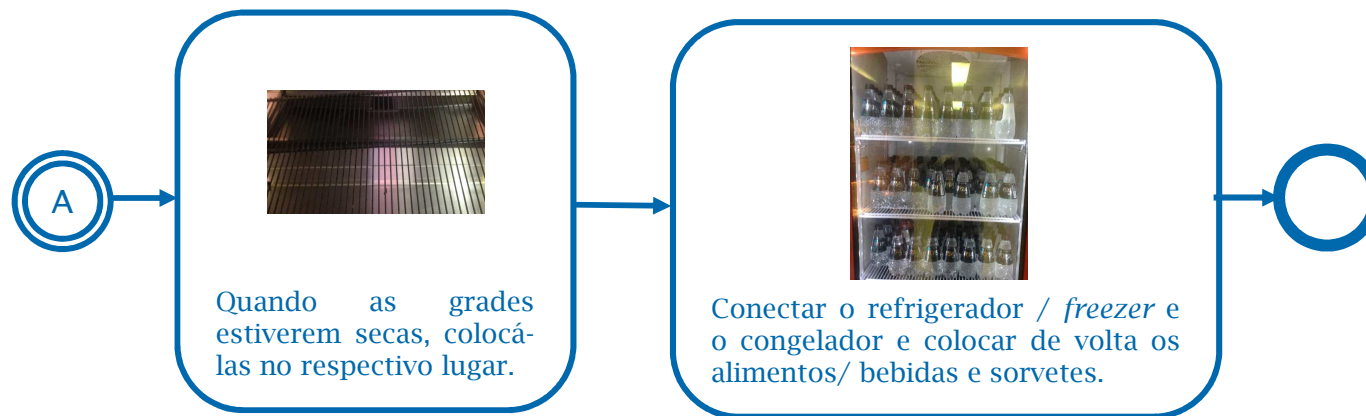 A
Quando as grades
estiverem secas, colocá-
las no respectivo lugar.
Conectar o refrigerador / freezer e
o congelador e colocar de volta os
alimentos/ bebidas e sorvetes.